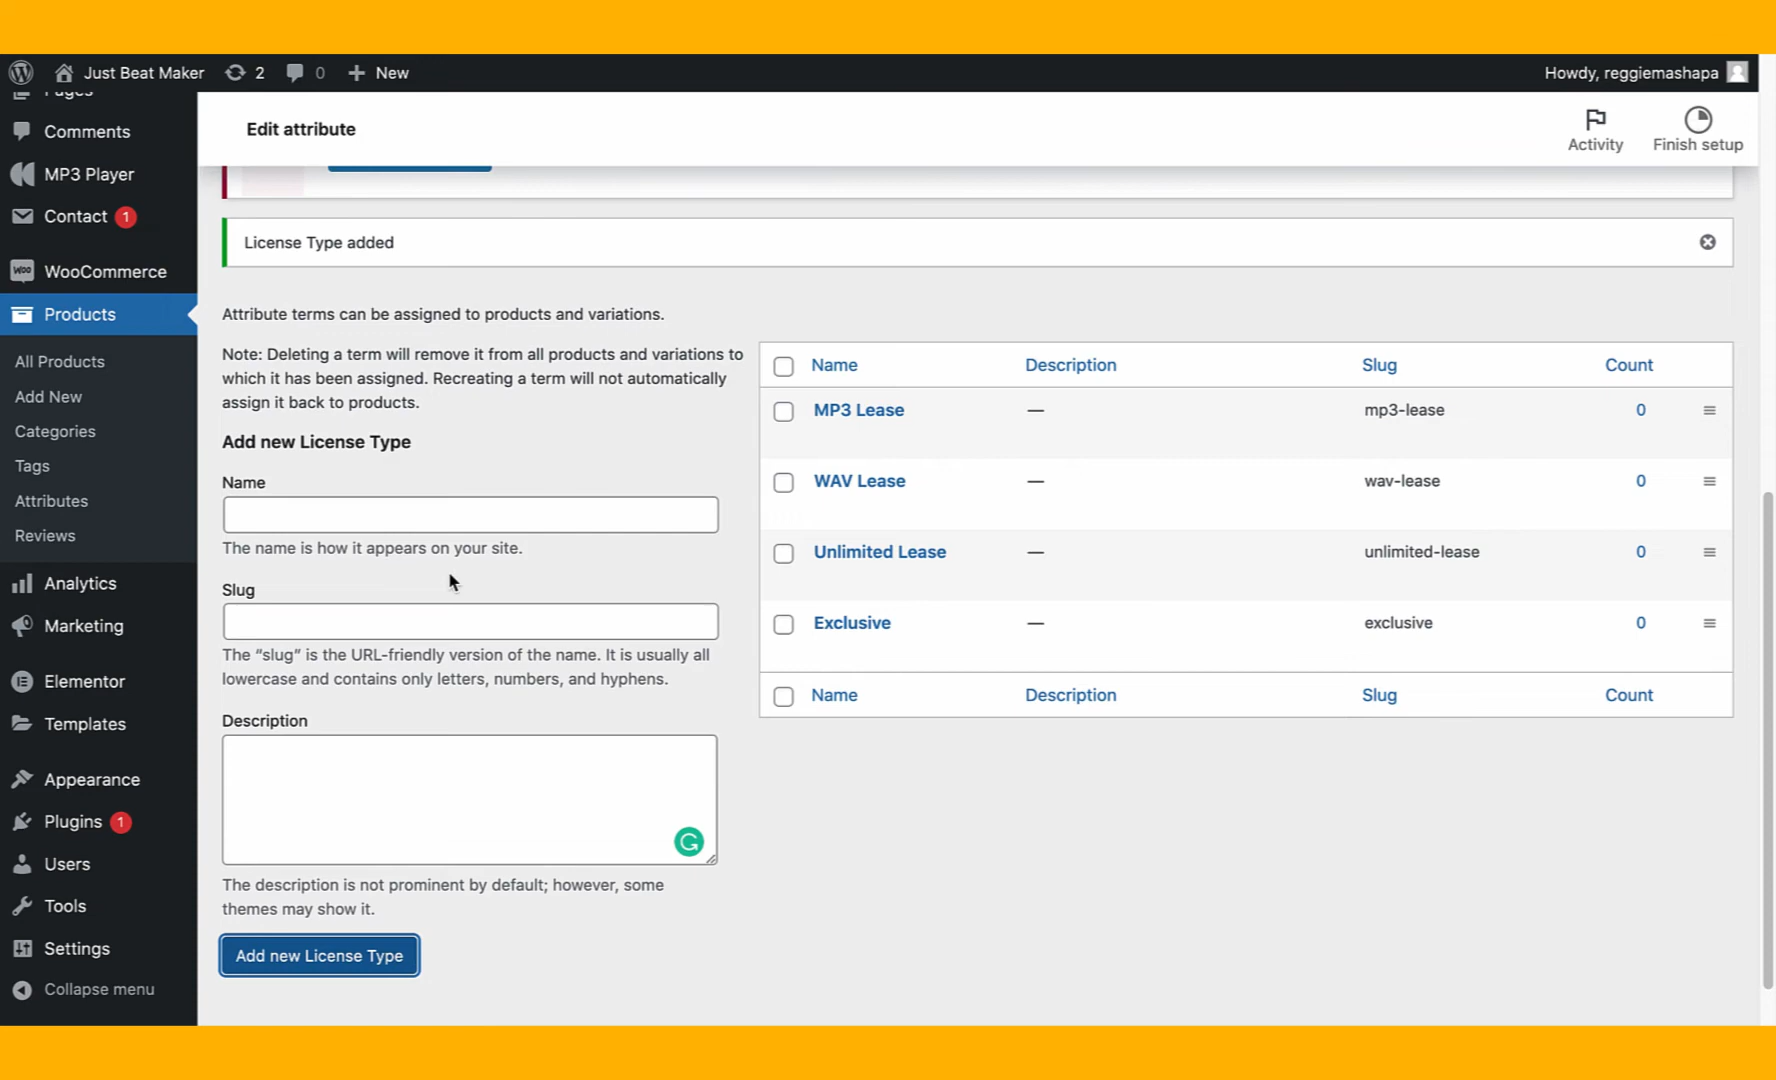 Just Beat Maker
2
0
New
Howdy, reggiemashapa
Pages
Comments
MP3 Player
Contact 1
WooCommerce
Products
All Products
Add New
Categories
Tags
Attributes
Reviews
Analytics
Marketing
Elementor
Templates
Appearance
Plugins 1
Users
Tools
Settings
Collapse menu
Edit attribute
Activity
Finish setup
License Type added
Attribute terms can be assigned to products and variations.
Note: Deleting a term will remove it from all products and variations to
which it has been assigned. Recreating a term will not automatically
assign it back to products.
Add new License Type
Name
The name is how it appears on your site.
Slug
The “slug” is the URL-friendly version of the name. It is usually all
lowercase and contains only letters, numbers, and hyphens.
Description
The description is not prominent by default; however, some
themes may show it.
Add new License Type
Name Description Slug Count
MP3 Lease — mp3-lease 0
WAV Lease — wav-lease 0
Unlimited Lease — unlimited-lease 0
Exclusive — exclusive 0
Name Description Slug Count